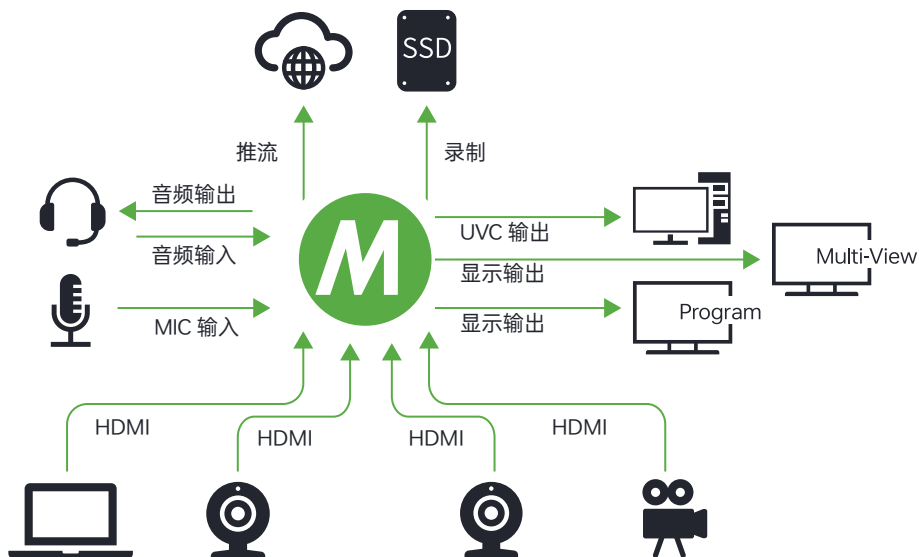 SSD
推流
录制
音频输出
音频输入
MIC 输入
M
UVC 输出
显示输出
Multi-View
显示输出
Program
HDMI
HDMI
HDMI
HDMI